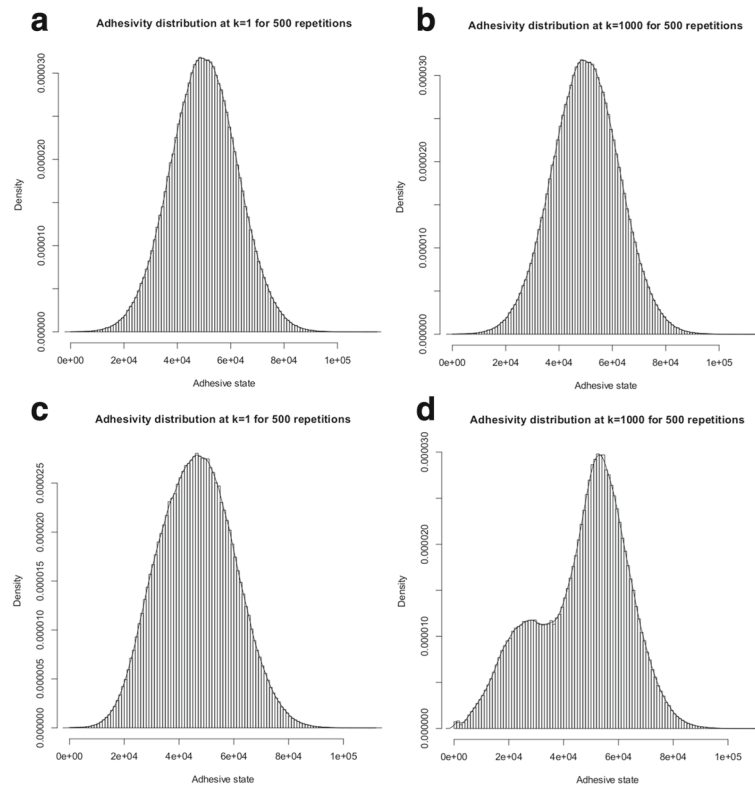 a
Adhesivity distribution at k=1 for 500 repetitions
Density
0.000000
0.000010
0.000020
0.000030
0e+00 2e+04 4e+04 6e+04 8e+04 1e+05
Adhesive state
b
Adhesivity distribution at k=1000 for 500 repetitions
Density
0.000000
0.000010
0.000020
0.000030
0e+00 2e+04 4e+04 6e+04 8e+04 1e+05
Adhesive state
c
Adhesivity distribution at k=1 for 500 repetitions
Density
0.000000
0.000005
0.000010
0.000015
0.000020
0.000025
0e+00 2e+04 4e+04 6e+04 8e+04 1e+05
Adhesive state
d
Adhesivity distribution at k=1000 for 500 repetitions
Density
0.000000
0.000010
0.000020
0.000030
0e+00 2e+04 4e+04 6e+04 8e+04 1e+05
Adhesive state